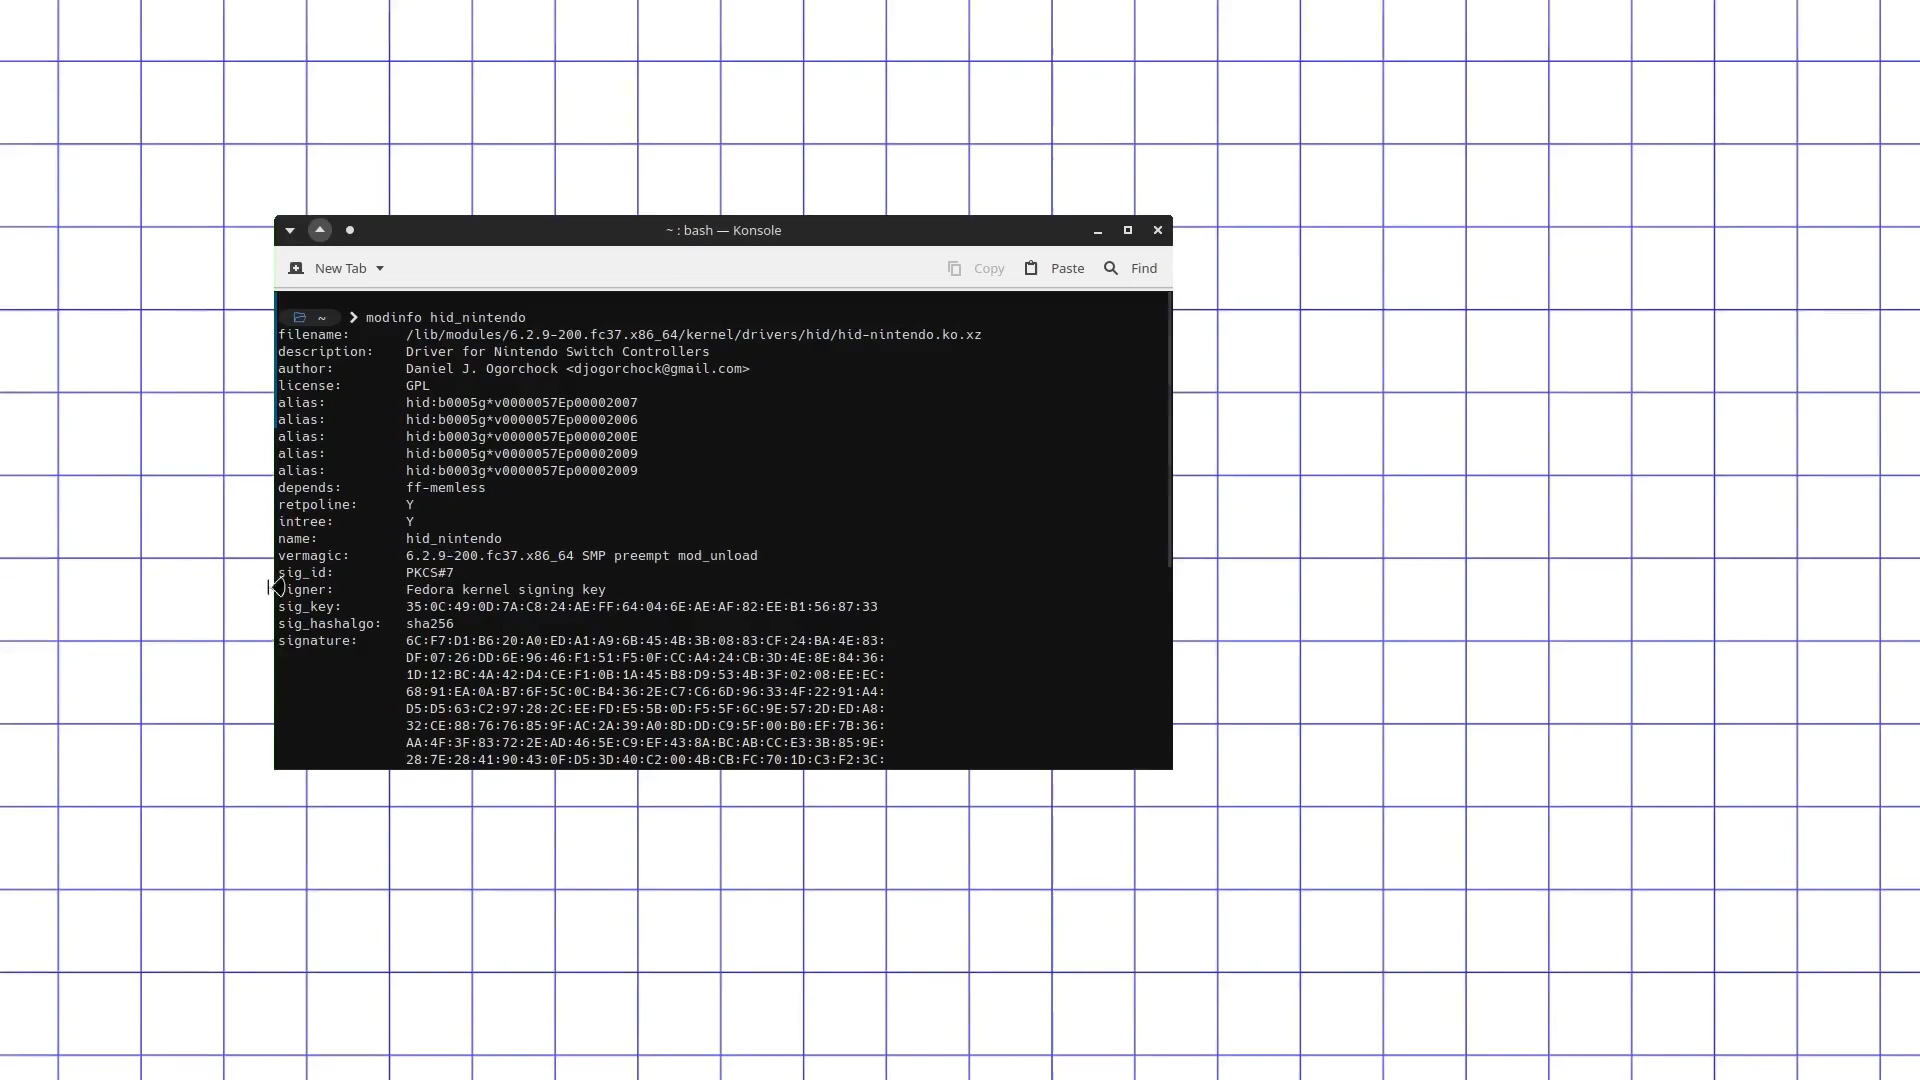 ~ : bash — Konsole
New Tab Copy Paste Find
~ ❯ modinfo hid_nintendo
filename: /lib/modules/6.2.9-200.fc37.x86_64/kernel/drivers/hid/hid-nintendo.ko.xz
description: Driver for Nintendo Switch Controllers
author: Daniel J. Ogorchock <djogorchock@gmail.com>
license: GPL
alias: hid:b0005g*v0000057Ep00002007
alias: hid:b0005g*v0000057Ep00002006
alias: hid:b0003g*v0000057Ep0000200E
alias: hid:b0005g*v0000057Ep00002009
alias: hid:b0003g*v0000057Ep00002009
depends: ff-memless
retpoline: Y
intree: Y
name: hid_nintendo
vermagic: 6.2.9-200.fc37.x86_64 SMP preempt mod_unload
sig_id: PKCS#7
signer: Fedora kernel signing key
sig_key: 35:0C:49:0D:7A:C8:24:AE:FF:64:04:6E:AE:AF:82:EE:B1:56:87:33
sig_hashalgo: sha256
signature: 6C:F7:D1:B6:20:A0:ED:A1:A9:6B:45:4B:3B:08:83:CF:24:BA:4E:83:
DF:07:26:DD:6E:96:46:F1:51:F5:0F:CC:A4:24:CB:3D:4E:8E:84:36:
1D:12:BC:4A:42:D4:CE:F1:0B:1A:45:B8:D9:53:4B:3F:02:08:EE:EC:
68:91:EA:0A:B7:6F:5C:0C:B4:36:2E:C7:C6:6D:96:33:4F:22:91:A4:
D5:D5:63:C2:97:28:2C:EE:FD:E5:5B:0D:F5:5F:6C:9E:57:2D:ED:A8:
32:CE:88:76:76:85:9F:AC:2A:39:A0:8D:DD:C9:5F:00:B0:EF:7B:36:
AA:4F:3F:83:72:2E:AD:46:5E:C9:EF:43:8A:BC:AB:CC:E3:3B:85:9E:
28:7E:28:41:90:43:0F:D5:3D:40:C2:00:4B:CB:FC:70:1D:C3:F2:3C: